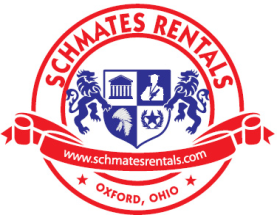 SCHMATES RENTALS
www.schmatesrentals.com
OXFORD, OHIO